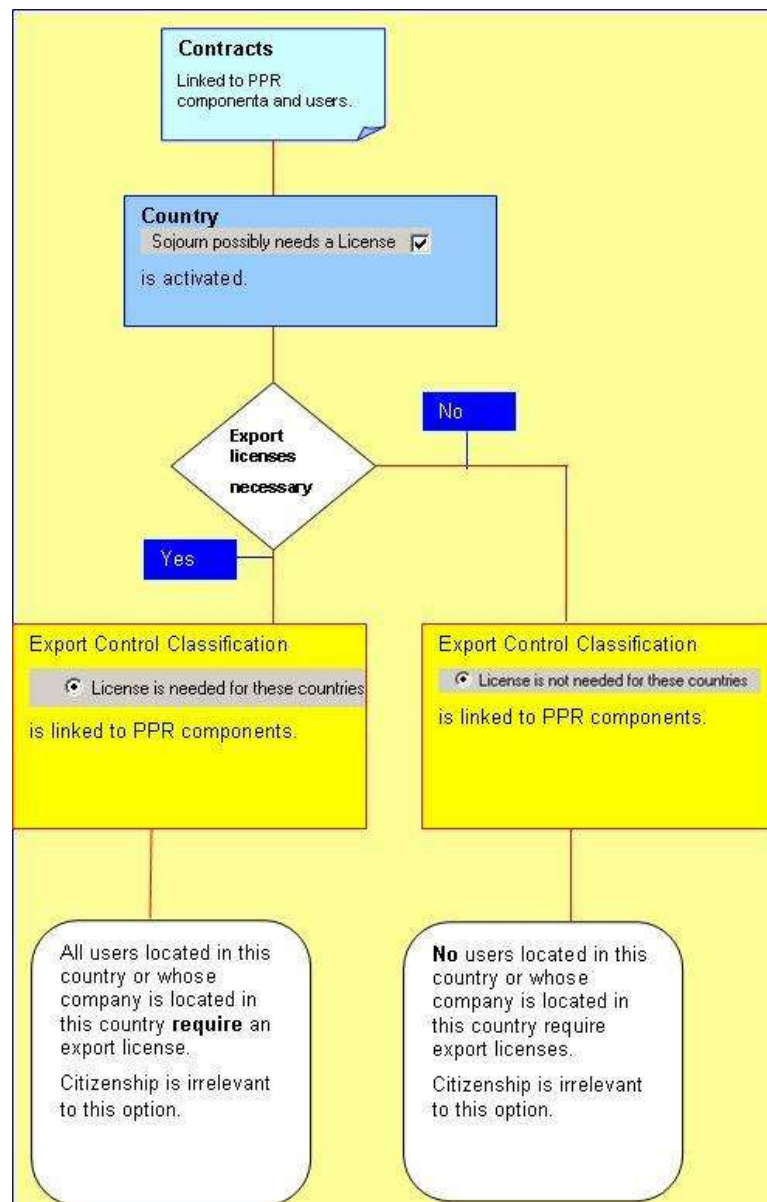 Contracts
Linked to PPR
componenta and users.
Country
Sojourn possibly needs a License
is activated.
No
Export
licenses
necessary
Yes
Export Control Classification
License is needed for these countries
is linked to PPR components.
Export Control Classification
License is not needed for these countries
is linked to PPR components.
All users located in this
country or whose
company is located in
this country require an
export license.
Citizenship is irrelevant
to this option.
No users located in this
country or whose
company is located in
this country require
export licenses.
Citizenship is irrelevant
to this option.